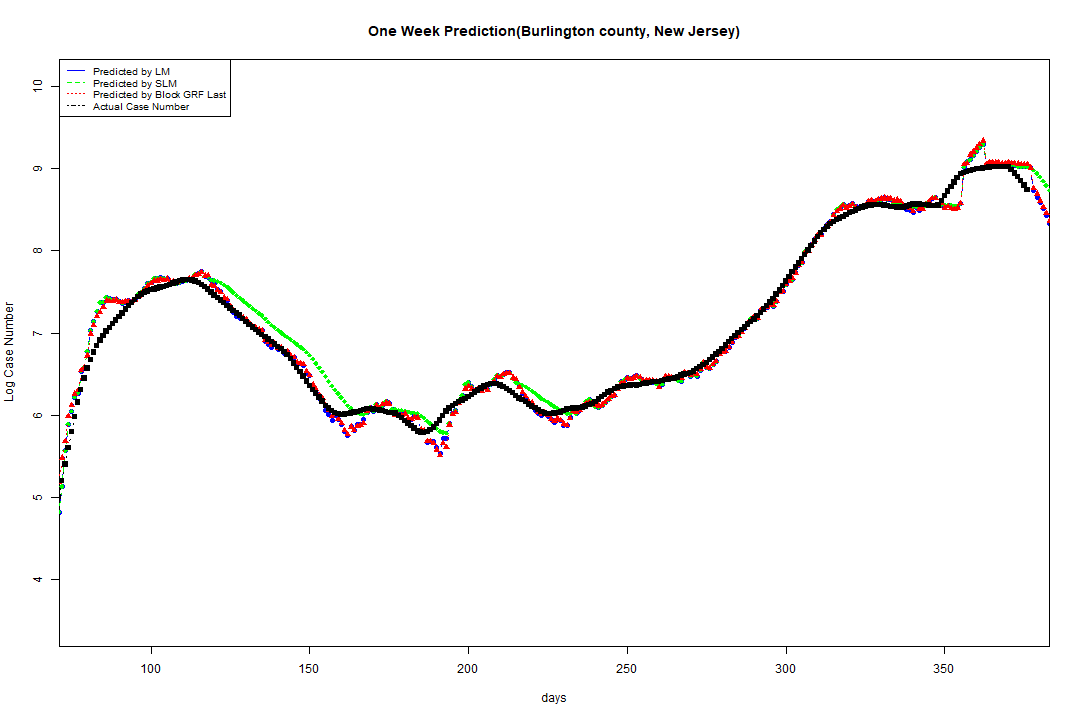 One Week Prediction(Burlington county, New Jersey)
Predicted by LM
Predicted by SLM
Predicted by Block GRF Last
Actual Case Number
Log Case Number
10
9
8
7
6
5
4
100 150 200 250 300 350
days